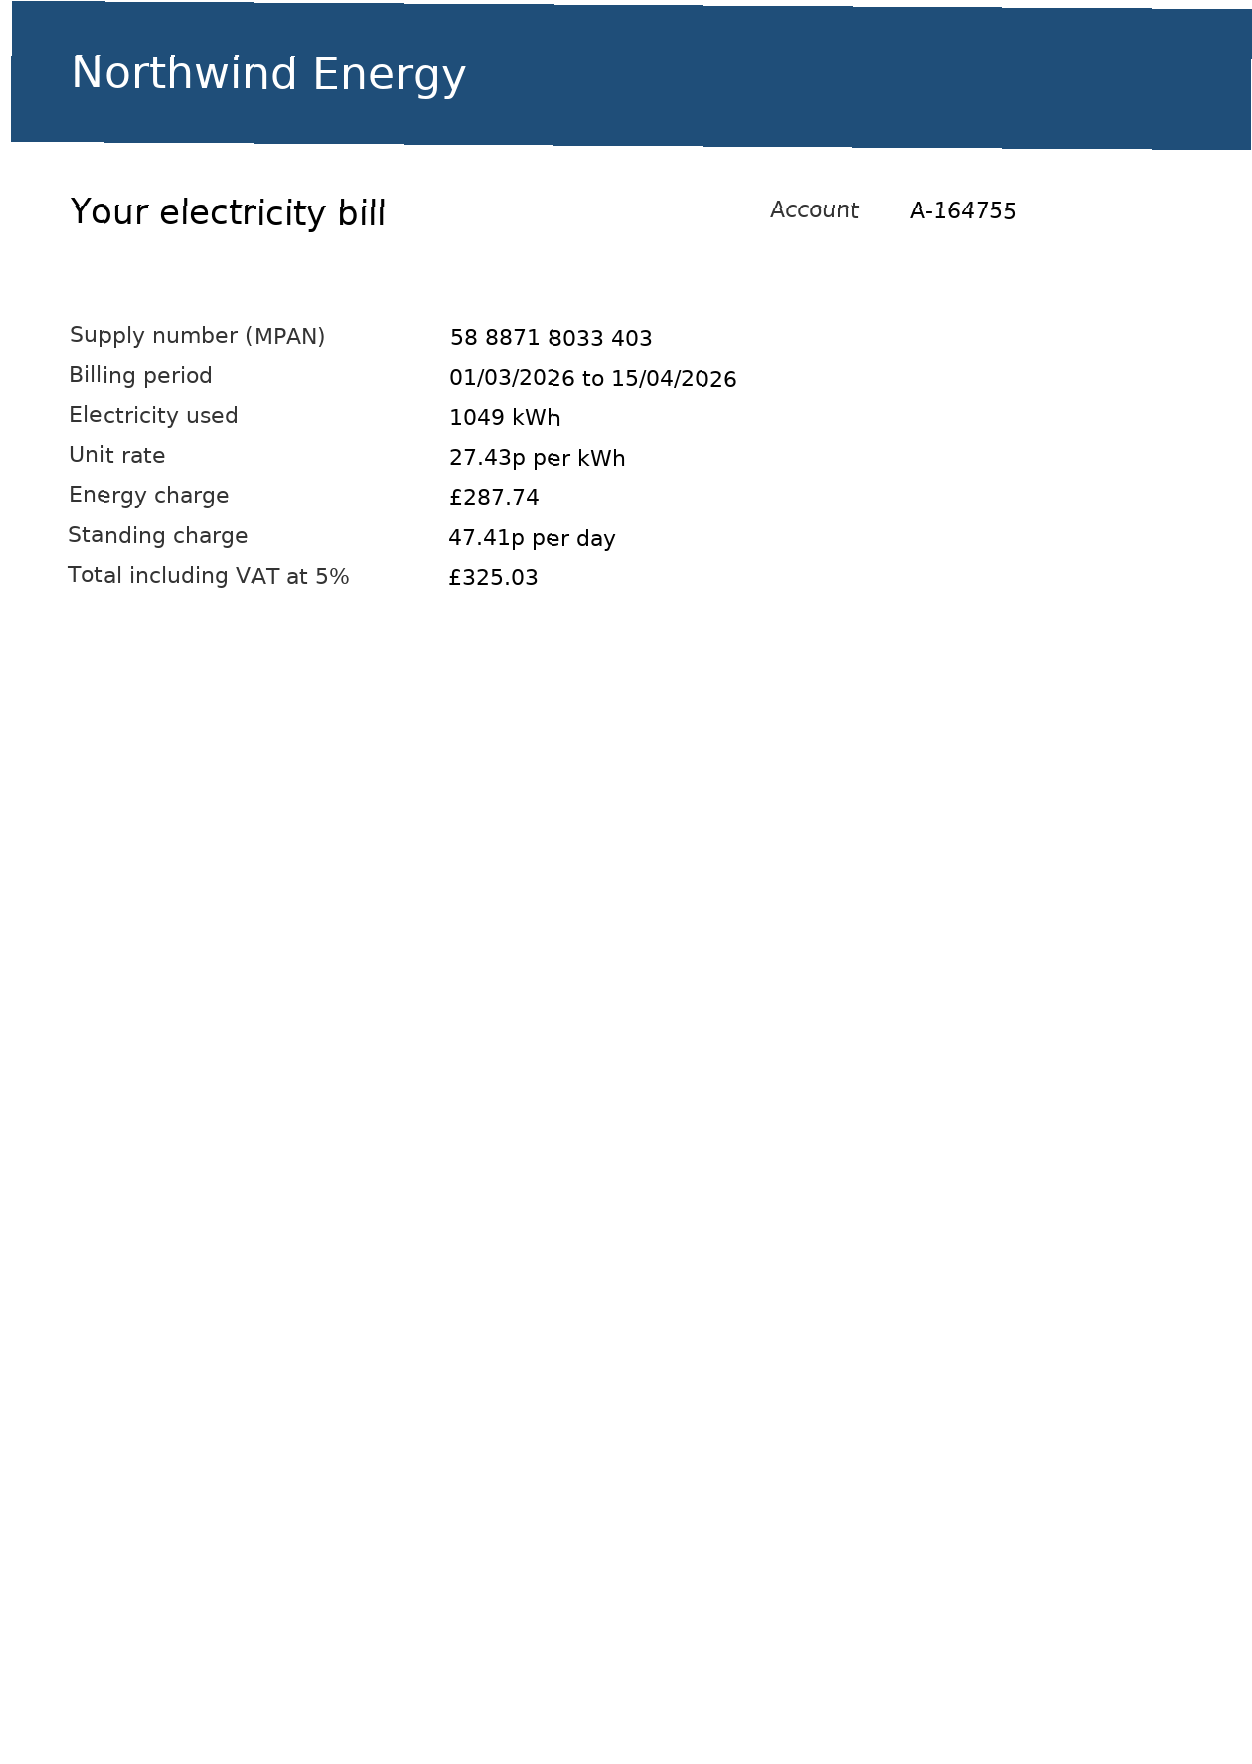 Northwind Energy
Your electricity bill
Account A-164755
Supply number (MPAN) 58 8871 8033 403
Billing period 01/03/2026 to 15/04/2026
Electricity used 1049 kWh
Unit rate 27.43p per kWh
Energy charge £287.74
Standing charge 47.41p per day
Total including VAT at 5% £325.03